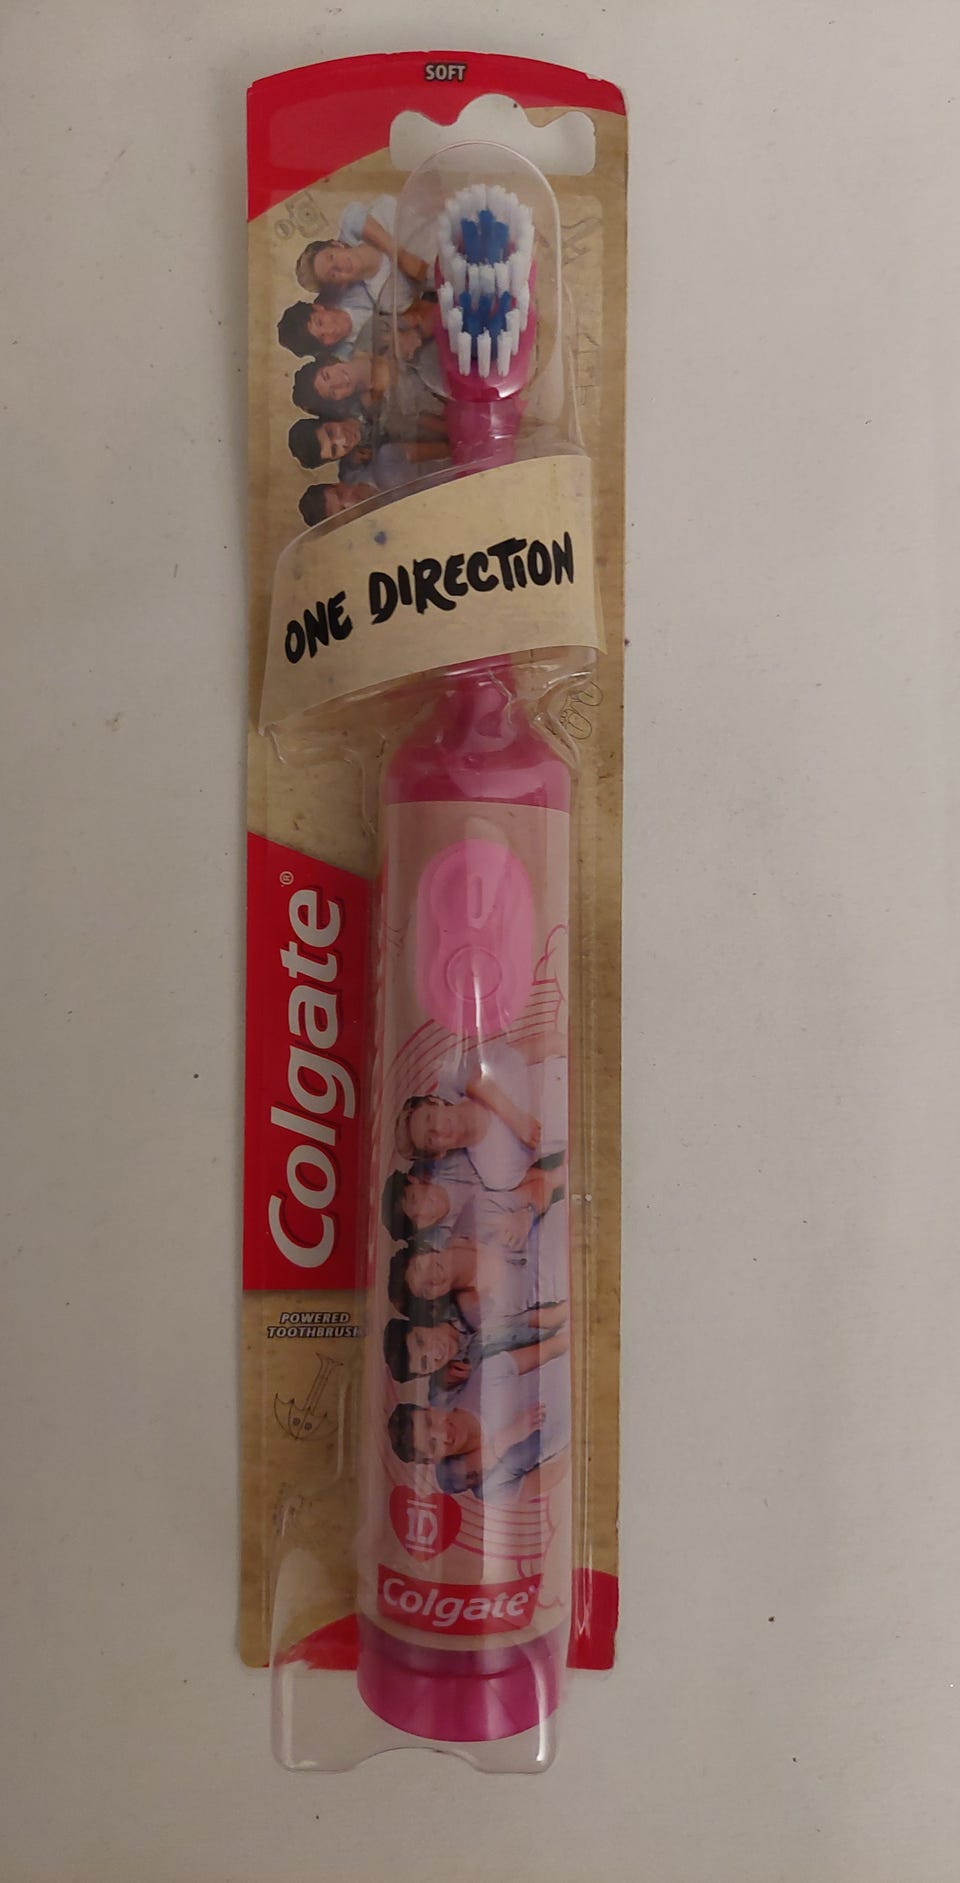 SOFT
ONE DIRECTION
Colgate®
POWERED
TOOTHBRUSH
1D
Colgate